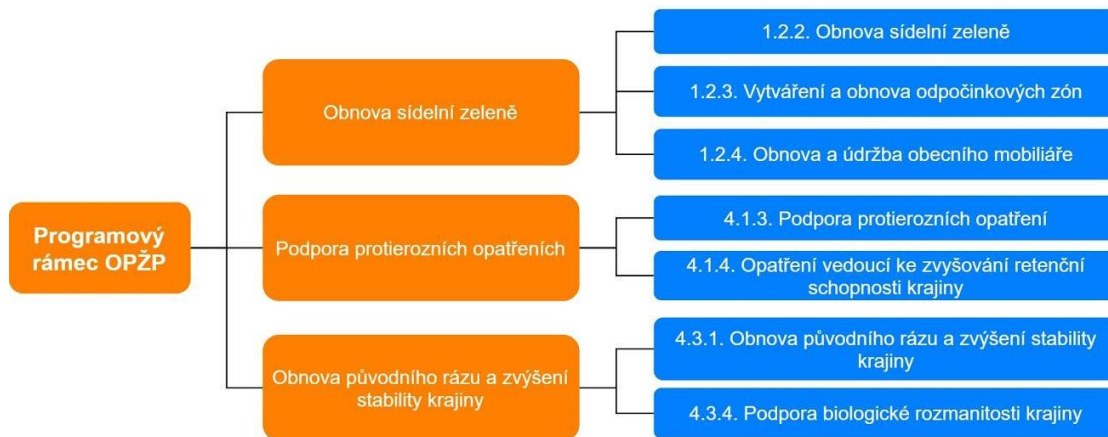 Programový
rámec OPŽP
Obnova sídelní zeleně
1.2.2. Obnova sídelní zeleně
1.2.3. Vytváření a obnova odpočinkových zón
1.2.4. Obnova a údržba obecního mobiliáře
Podpora protierozních opatřeních
4.1.3. Podpora protierozních opatření
4.1.4. Opatření vedoucí ke zvyšování retenční
schopnosti krajiny
Obnova původního rázu a zvýšení
stability krajiny
4.3.1. Obnova původního rázu a zvýšení stability
krajiny
4.3.4. Podpora biologické rozmanitosti krajiny